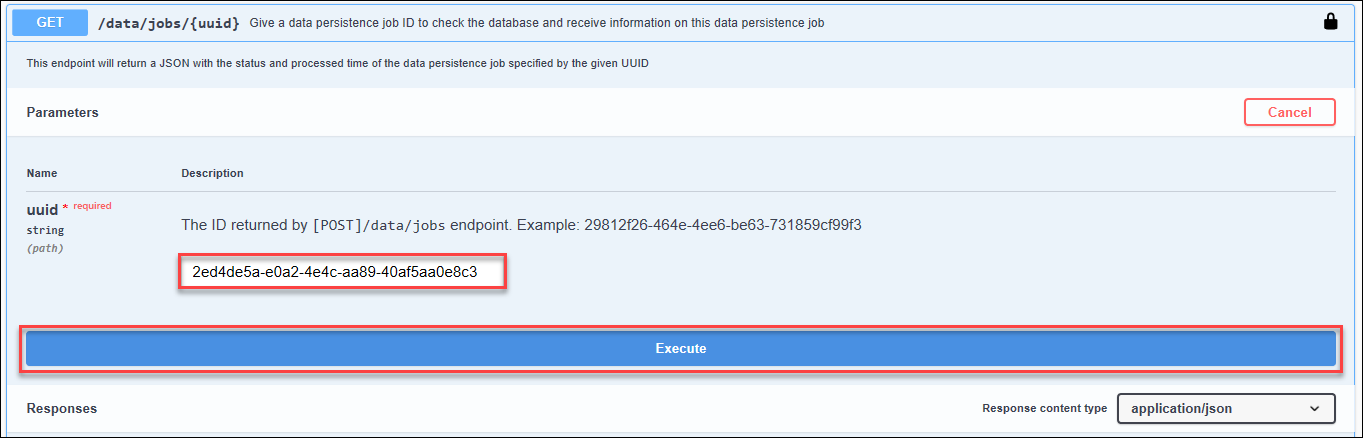 GET /data/jobs/{uuid} Give a data persistence job ID to check the database and receive information on this data persistence job
This endpoint will return a JSON with the status and processed time of the data persistence job specified by the given UUID
Parameters Cancel
Name Description
uuid * required
string
(path)
The ID returned by [POST]/data/jobs endpoint. Example: 29812f26-464e-4ee6-be63-731859cf99f3
2ed4de5a-e0a2-4e4c-aa89-40af5aa0e8c3
Execute
Responses Response content type application/json